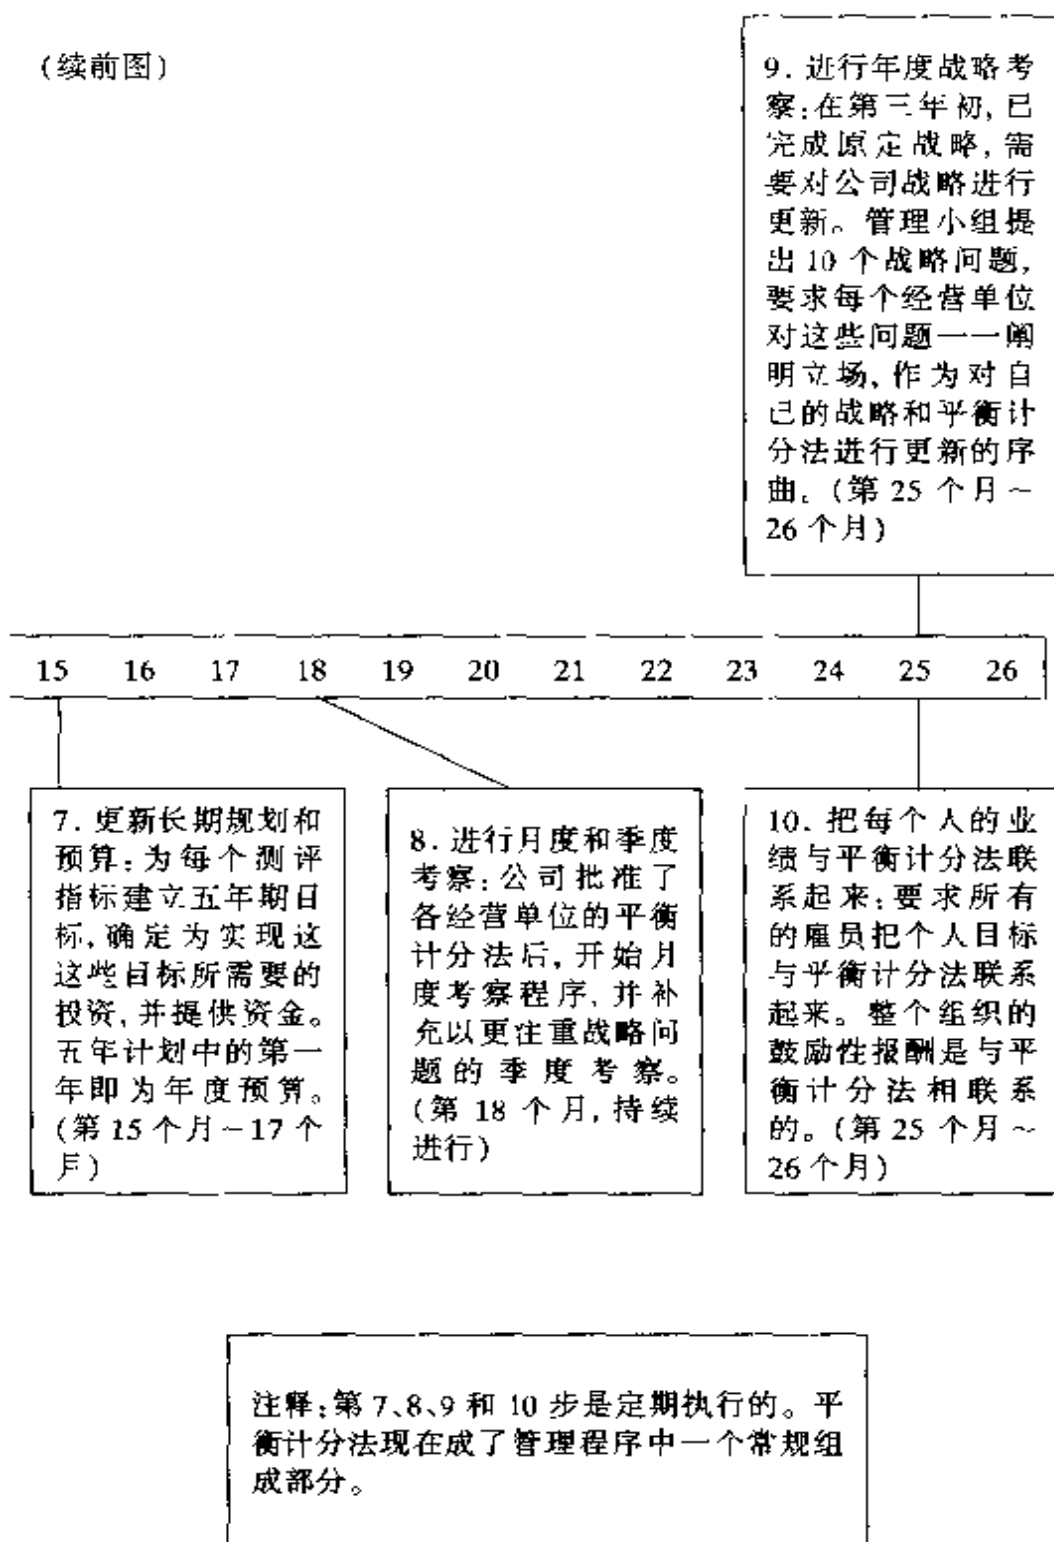 (续前图)
9. 进行年度战略考
察:在第三年初,已
完成原定战略,需
要对公司战略进行
更新。管理小组提
出 10 个战略问题,
要求每个经营单位
对这些问题一一阐
明立场,作为对自
己的战略和平衡计
分法进行更新的序
曲。(第 25 个月~
26 个月)
15 16 17 18 19 20 21 22 23 24 25 26
7. 更新长期规划和
预算:为每个测评
指标建立五年期目
标,确定为实现这
这些目标所需要的
投资,并提供资金。
五年计划中的第一
年即为年度预算。
(第 15 个月~17 个
月)
8. 进行月度和季度
考察:公司批准了
各经营单位的平衡
计分法后,开始月
度考察程序,并补
充以更注重战略问
题的季度考察。
(第 18 个月,持续
进行)
10. 把每个人的业
绩与平衡计分法联
系起来:要求所有
的雇员把个人目标
与平衡计分法联系
起来。整个组织的
鼓励性报酬是与平
衡计分法相联系
的。(第 25 个月~
26 个月)
注释:第 7、8、9 和 10 步是定期执行的。平
衡计分法现在成了管理程序中一个常规组
成部分。